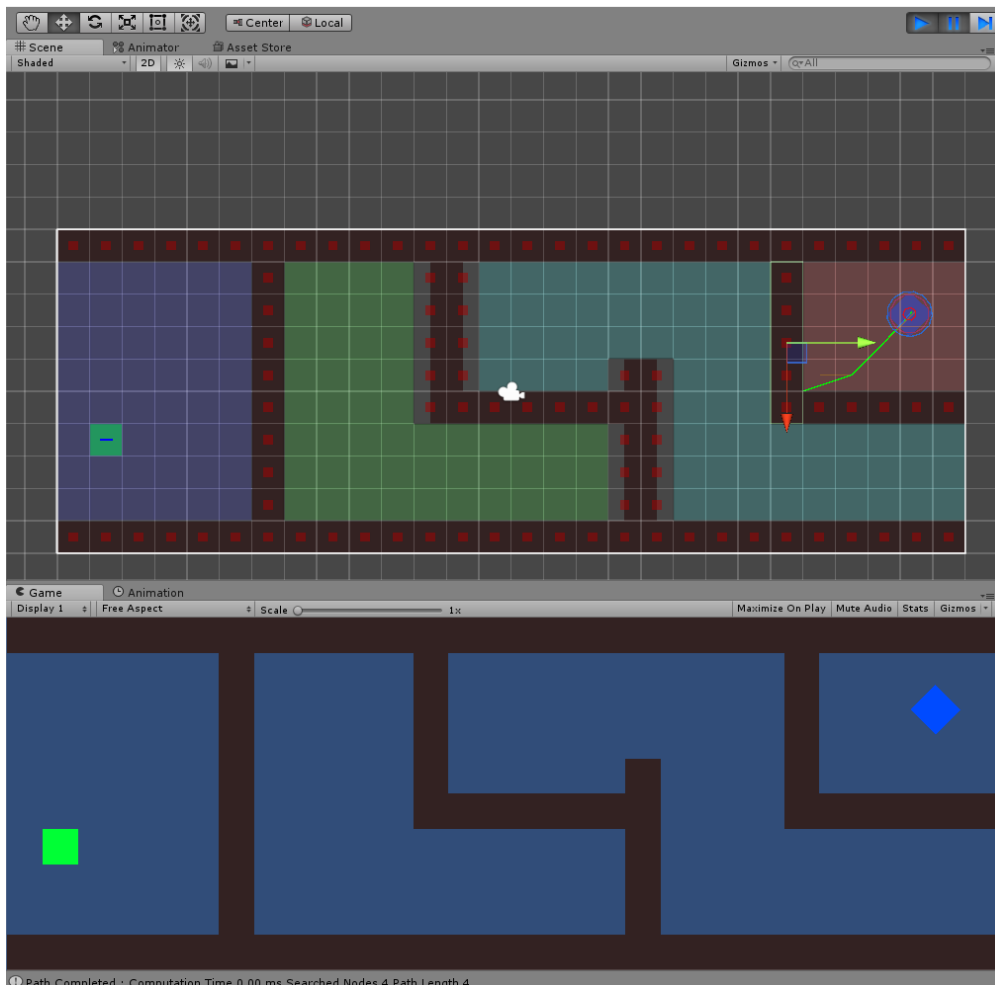 Center Local
Scene Animator Asset Store
Shaded 2D Gizmos All
Game Animation
Display 1 Free Aspect Scale 1x Maximize On Play Mute Audio Stats Gizmos
Path Completed : Computation Time 0.00 ms Searched Nodes 4 Path Length 4